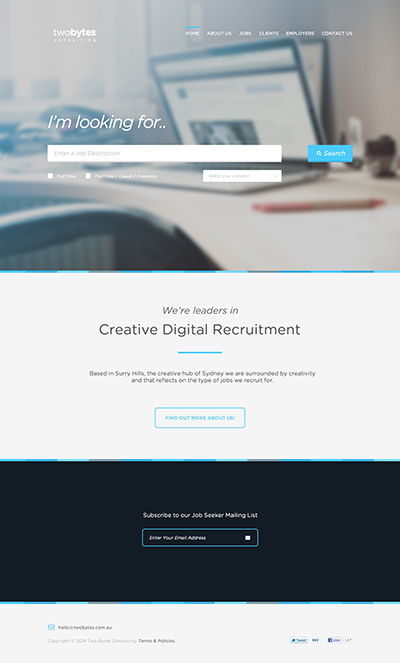 twobytes
consulting
HOME ABOUT US JOBS CLIENTS EMPLOYERS CONTACT US
I'm looking for..
Enter a Job Description
Search
Full Time
Part Time / Casual / Freelance
Select your Location
We're leaders in
Creative Digital Recruitment
Based in Surry Hills, the creative hub of Sydney we are surrounded by creativity
and that reflects on the type of jobs we recruit for.
FIND OUT MORE ABOUT US!
Subscribe to our Job Seeker Mailing List
Enter Your Email Address
hello@twobytes.com.au
Copyright © 2014 Two Bytes Consulting. Terms & Policies.
Tweet 682 Like 117